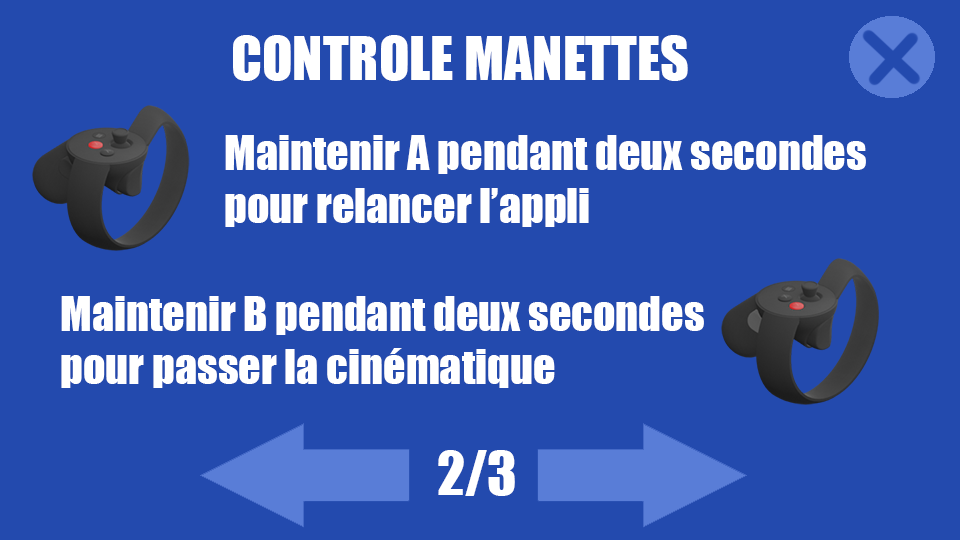 CONTROLE MANETTES
Maintenir A pendant deux secondes
pour relancer l’appli
Maintenir B pendant deux secondes
pour passer la cinématique
2/3